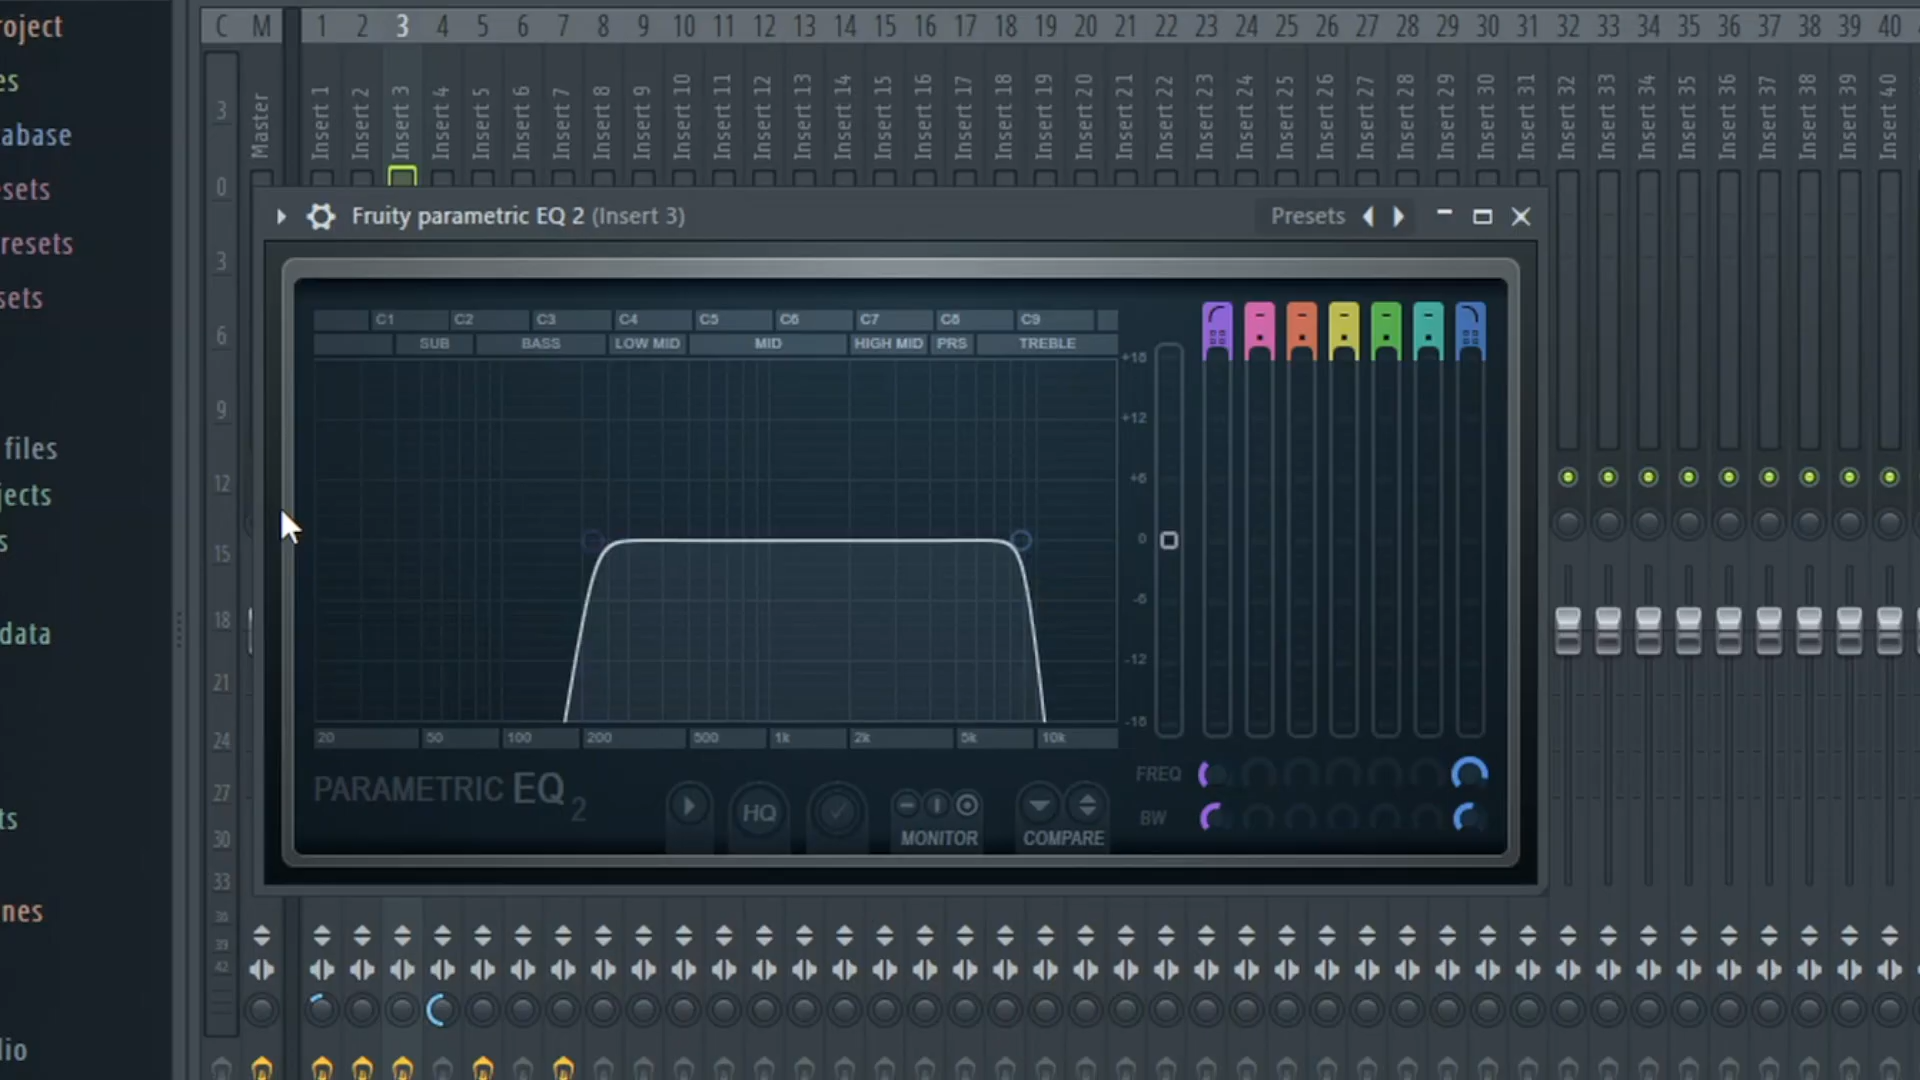 C M 1 2 3 4 5 6 7 8 9 10 11 12 13 14 15 16 17 18 19 20 21 22 23 24 25 26 27 28 29 30 31 32 33 34 35 36 37 38 39 40
Master Insert 1 Insert 2 Insert 3 Insert 4 Insert 5 Insert 6 Insert 7 Insert 8 Insert 9 Insert 10 Insert 11 Insert 12 Insert 13 Insert 14 Insert 15 Insert 16 Insert 17 Insert 18 Insert 19 Insert 20 Insert 21 Insert 22 Insert 23 Insert 24 Insert 25 Insert 26 Insert 27 Insert 28 Insert 29 Insert 30 Insert 31 Insert 32 Insert 33 Insert 34 Insert 35 Insert 36 Insert 37 Insert 38 Insert 39 Insert 40
oject
es
abase
sets
resets
sets
files
jects
s
data
ts
nes
lio
3
0
3
6
9
12
15
18
21
24
27
30
33
36
39
42
Fruity parametric EQ 2 (Insert 3)
Presets
C1 C2 C3 C4 C5 C6 C7 C8 C9
SUB BASS LOW MID MID HIGH MID PRS TREBLE
+18
+12
+6
0
-6
-12
-18
20 50 100 200 500 1k 2k 5k 10k
PARAMETRIC EQ 2
HQ
MONITOR
COMPARE
FREQ
BW